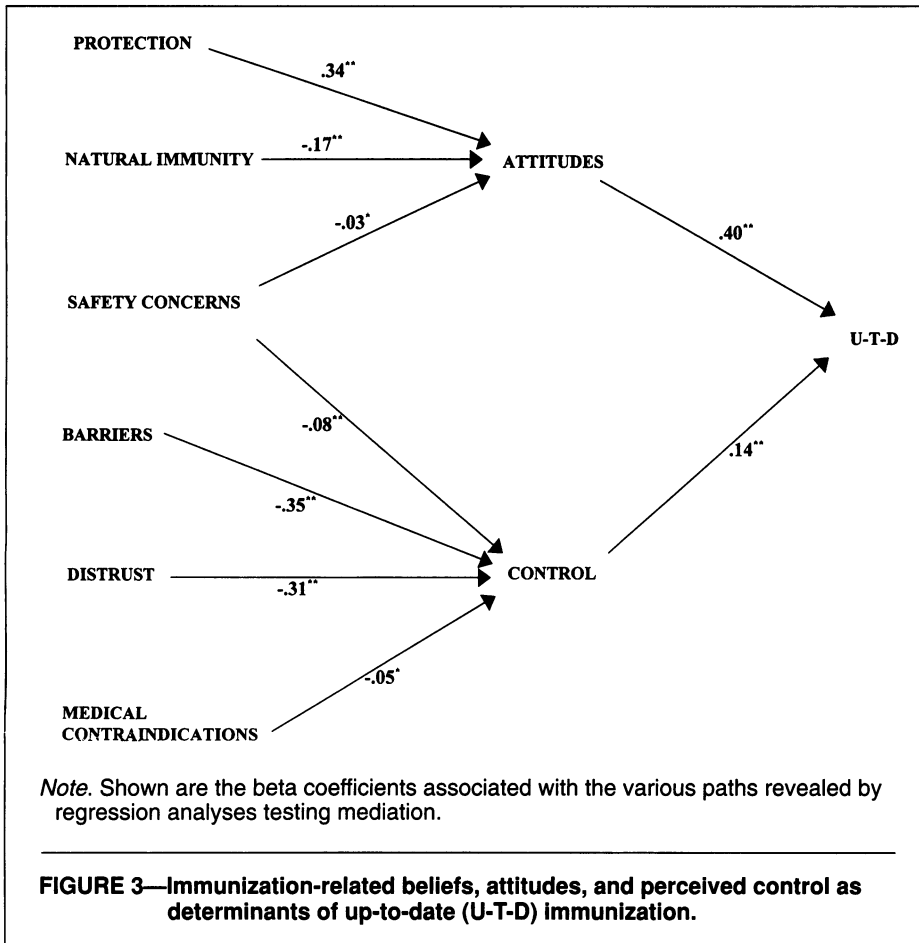 PROTECTION
.34**
NATURAL IMMUNITY
-.17**
ATTITUDES
-.03*
.40**
SAFETY CONCERNS
U-T-D
-.08**
BARRIERS
.14**
-.35**
DISTRUST
-.31**
CONTROL
-.05*
MEDICAL
CONTRAINDICATIONS
Note. Shown are the beta coefficients associated with the various paths revealed by
regression analyses testing mediation.
FIGURE 3—Immunization-related beliefs, attitudes, and perceived control as
determinants of up-to-date (U-T-D) immunization.